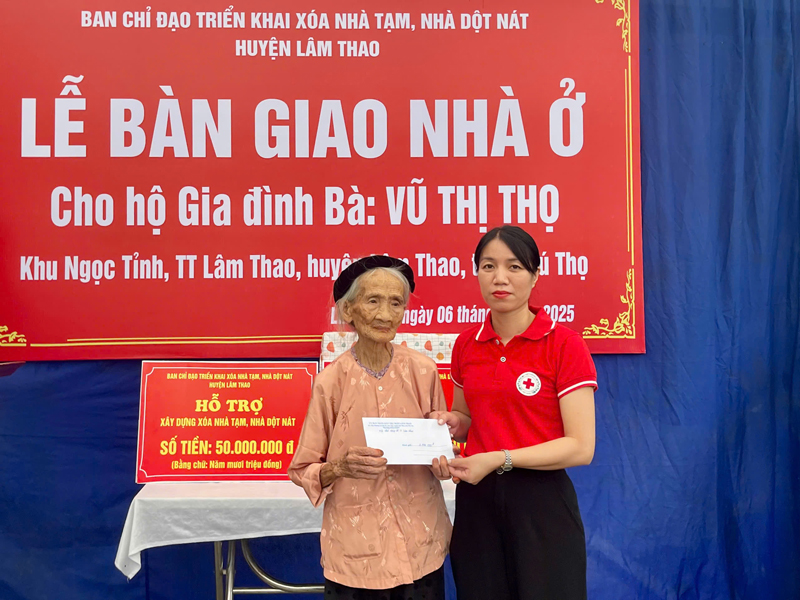 BAN CHỈ ĐẠO TRIỂN KHAI XÓA NHÀ TẠM, NHÀ DỘT NÁT
HUYỆN LÂM THAO
LỄ BÀN GIAO NHÀ Ở
Cho hộ Gia đình Bà: VŨ THỊ THỌ
Khu Ngọc Tỉnh, TT Lâm Thao, huyện Lâm Thao, Phú Thọ
ngày 06 tháng 2025
BAN CHỈ ĐẠO TRIỂN KHAI XÓA NHÀ TẠM, NHÀ DỘT NÁT
HUYỆN LÂM THAO
HỖ TRỢ
XÂY DỰNG XÓA NHÀ TẠM, NHÀ DỘT NÁT
SỐ TIỀN: 50.000.000 đ
(Bằng chữ: Năm mươi triệu đồng)